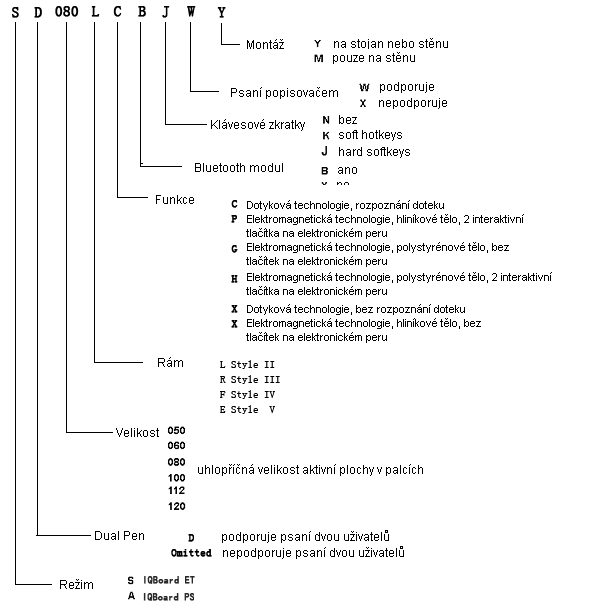 S D 080 L C B J W Y
Montáž
Y na stojan nebo stěnu
M pouze na stěnu
Psaní popisovačem
W podporuje
X nepodporuje
Klávesové zkratky
N bez
K soft hotkeys
J hard softkeys
Bluetooth modul
B ano
Funkce
C Dotyková technologie, rozpoznání doteku
P Elektromagnetická technologie, hliníkové tělo, 2 interaktivní
tlačítka na elektronickém peru
G Elektromagnetická technologie, polystyrénové tělo, bez
tlačítek na elektronickém peru
H Elektromagnetická technologie, polystyrénové tělo, 2 interaktivní
tlačítka na elektronickém peru
X Dotyková technologie, bez rozpoznání doteku
X Elektromagnetická technologie, hliníkové tělo, bez
tlačítek na elektronickém peru
Rám
L Style II
R Style III
F Style IV
E Style V
Velikost
050
060
080
100
112
120
uhlopříčná velikost aktivní plochy v palcích
Dual Pen
D podporuje psaní dvou uživatelů
Omitted nepodporuje psaní dvou uživatelů
Režim
S IQBoard ET
A IQBoard PS